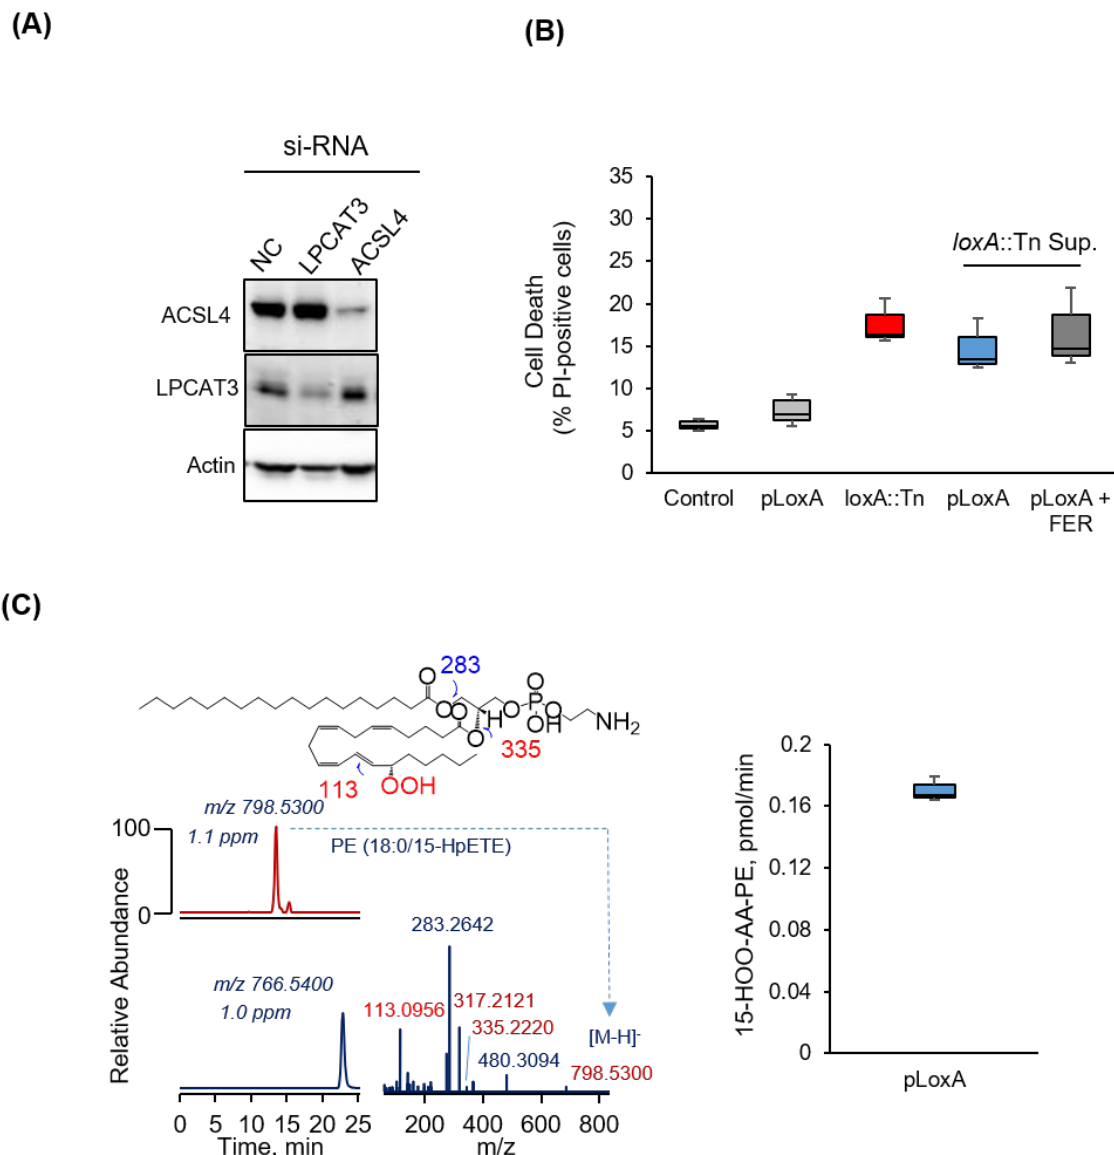 (A)
si-RNA
NC
LPCAT3
ACSL4
ACSL4
LPCAT3
Actin
(B)
Cell Death
(% PI-positive cells)
35
30
25
20
15
10
5
0
loxA::Tn Sup.
Control
pLoxA
loxA::Tn
pLoxA
pLoxA +
FER
(C)
283
O
O
O
H
O
P
O
OH
O
NH2
O
335
113
OOH
m/z 798.5300
1.1 ppm
100
0
PE (18:0/15-HpETE)
Relative Abundance
m/z 766.5400
1.0 ppm
283.2642
113.0956
317.2121
335.2220
480.3094
[M-H]-
798.5300
0 5 10 15 20 25
Time, min
200 400 600 800
m/z
15-HOO-AA-PE, pmol/min
0.2
0.16
0.12
0.08
0.04
0
pLoxA